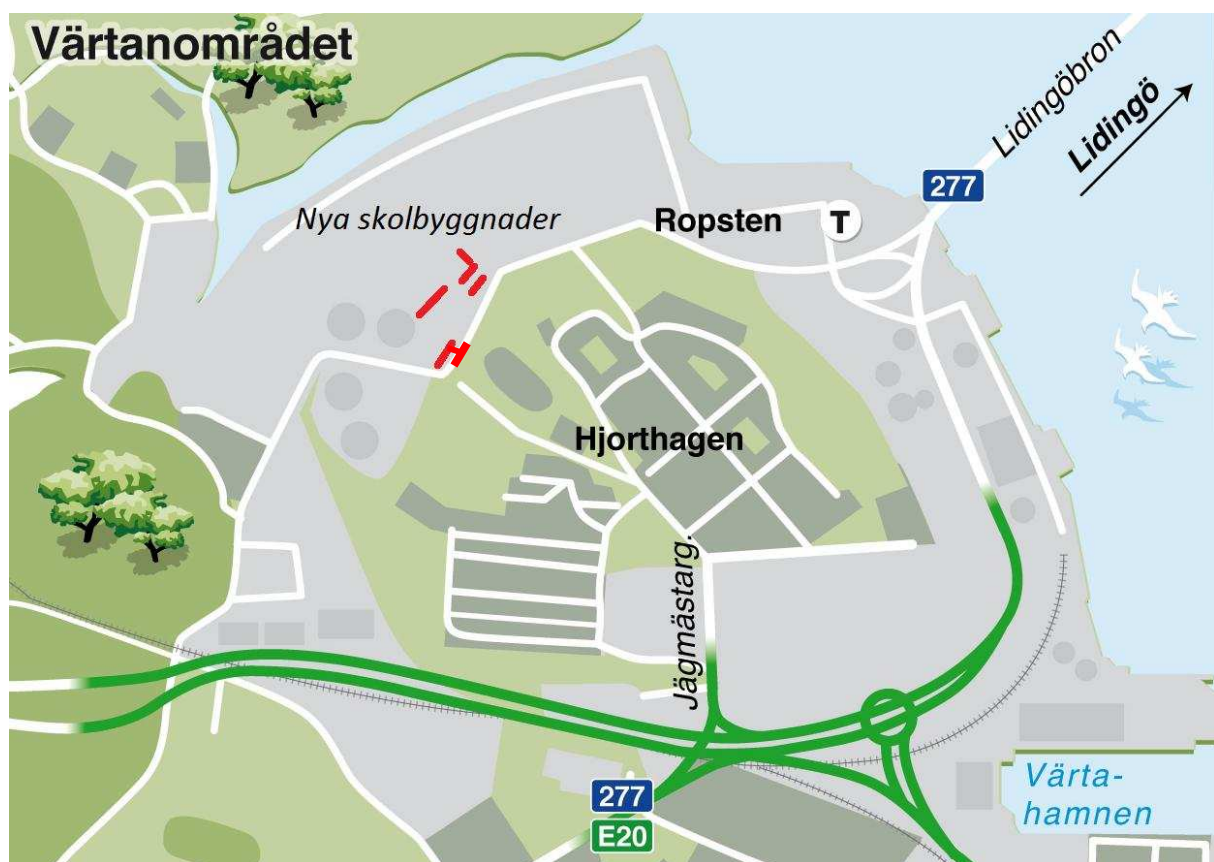 Värtanområdet
Lidingöbron
Lidingö
277
Nya skolbyggnader
Ropsten
T
Hjorthagen
Jägmästarg.
277
E20
Värta-
hamnen